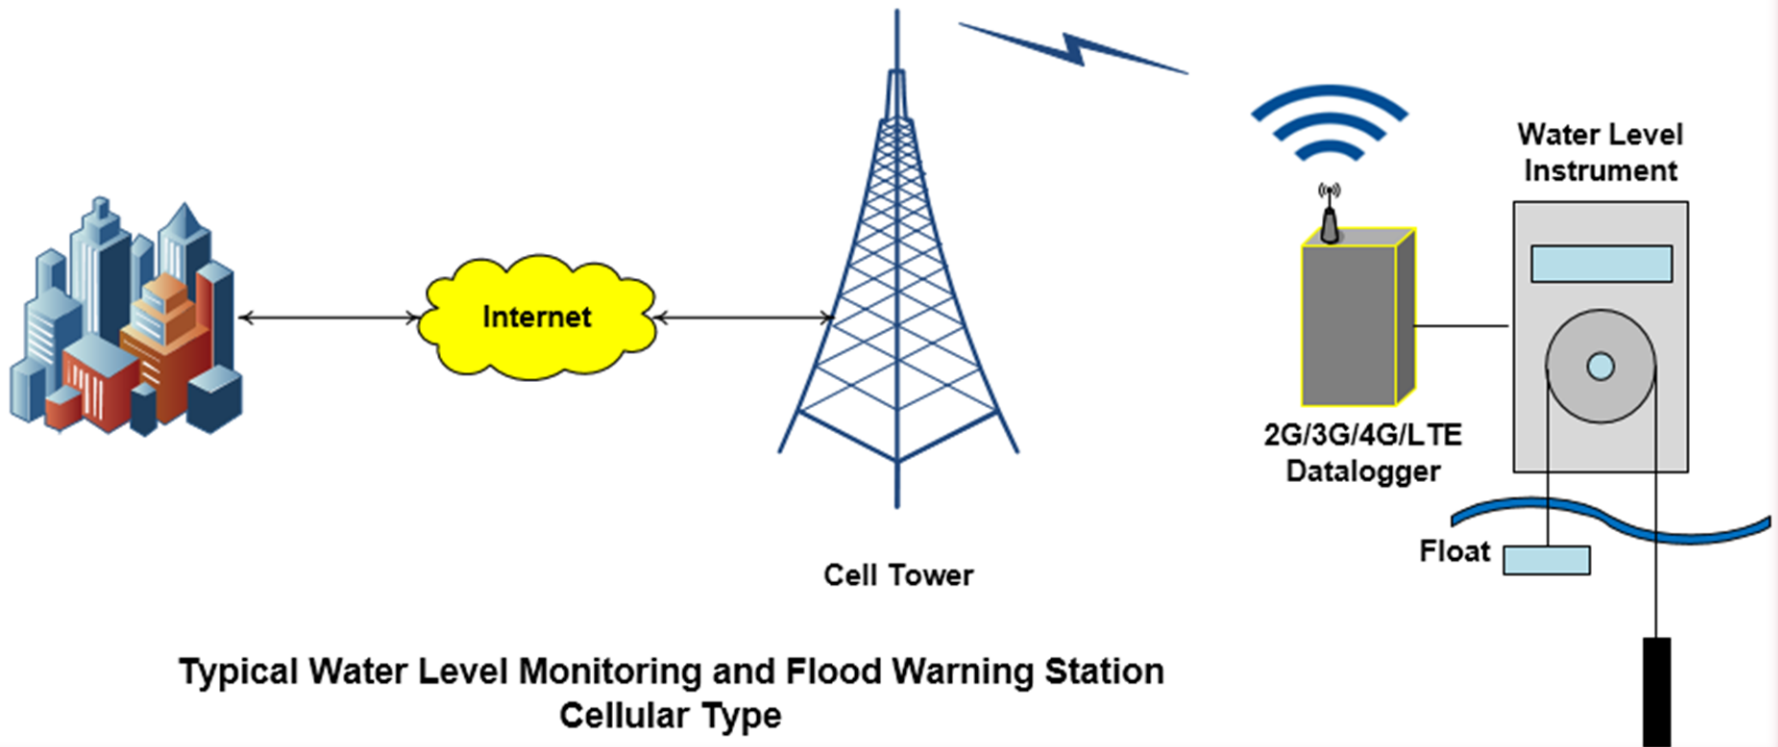 Water Level
Instrument
Internet
2G/3G/4G/LTE
Datalogger
Float
Cell Tower
Typical Water Level Monitoring and Flood Warning Station
Cellular Type